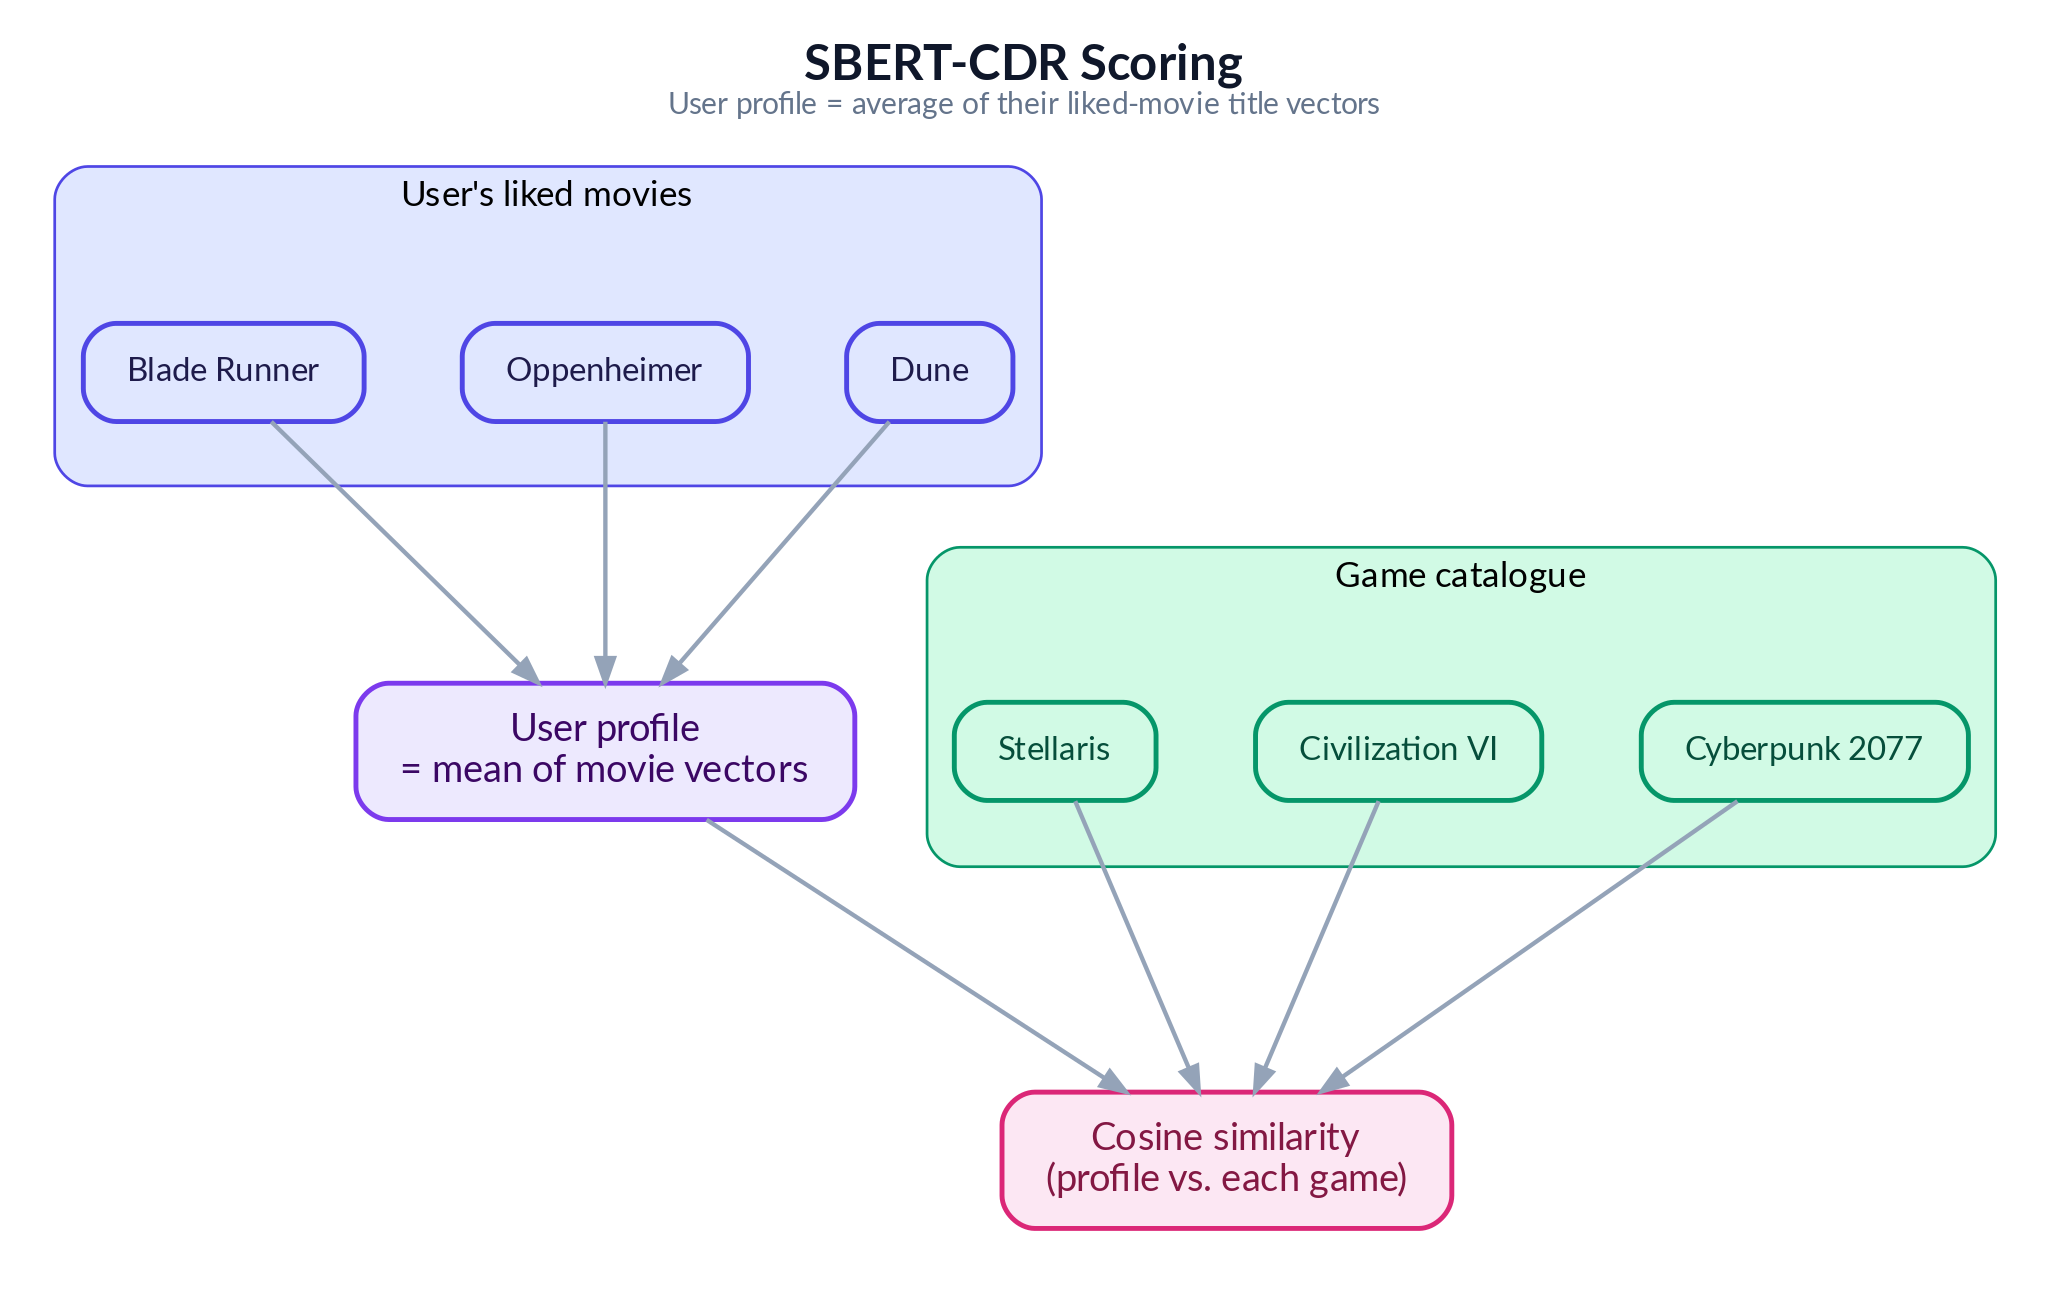 SBERT-CDR Scoring
User profile = average of their liked-movie title vectors
User's liked movies
Blade Runner
Oppenheimer
Dune
Game catalogue
User profile
= mean of movie vectors
Stellaris
Civilization VI
Cyberpunk 2077
Cosine similarity
(profile vs. each game)